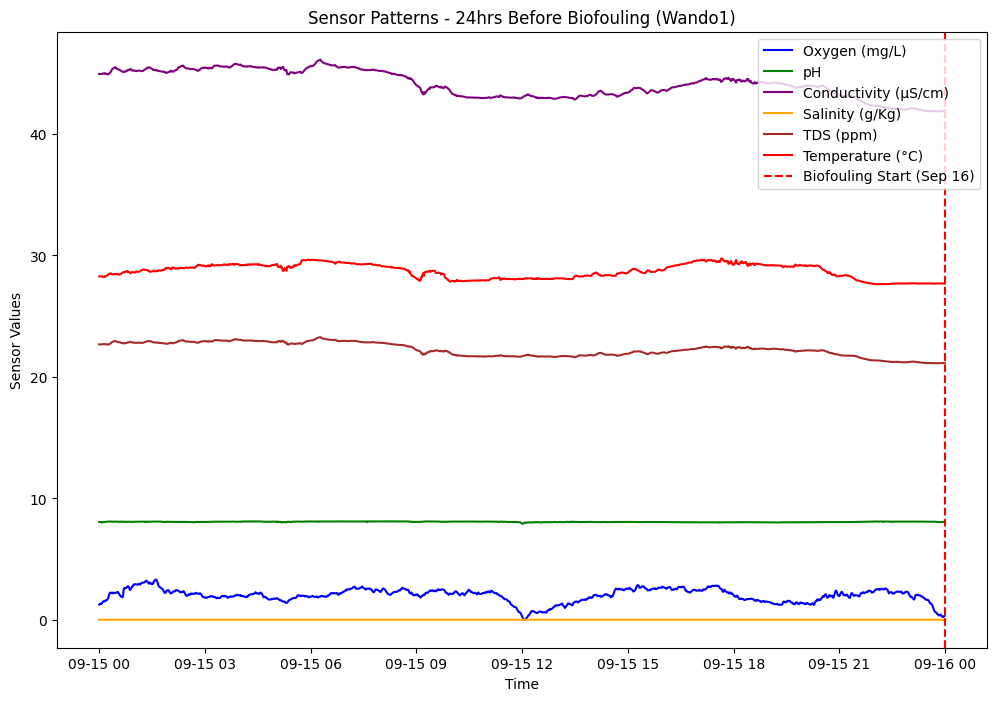 Sensor Patterns - 24hrs Before Biofouling (Wando1)
Oxygen (mg/L)
pH
Conductivity (µS/cm)
Salinity (g/Kg)
TDS (ppm)
Temperature (°C)
Biofouling Start (Sep 16)
Sensor Values
40
30
20
10
0
09-15 00 09-15 03 09-15 06 09-15 09 09-15 12 09-15 15 09-15 18 09-15 21 09-16 00
Time